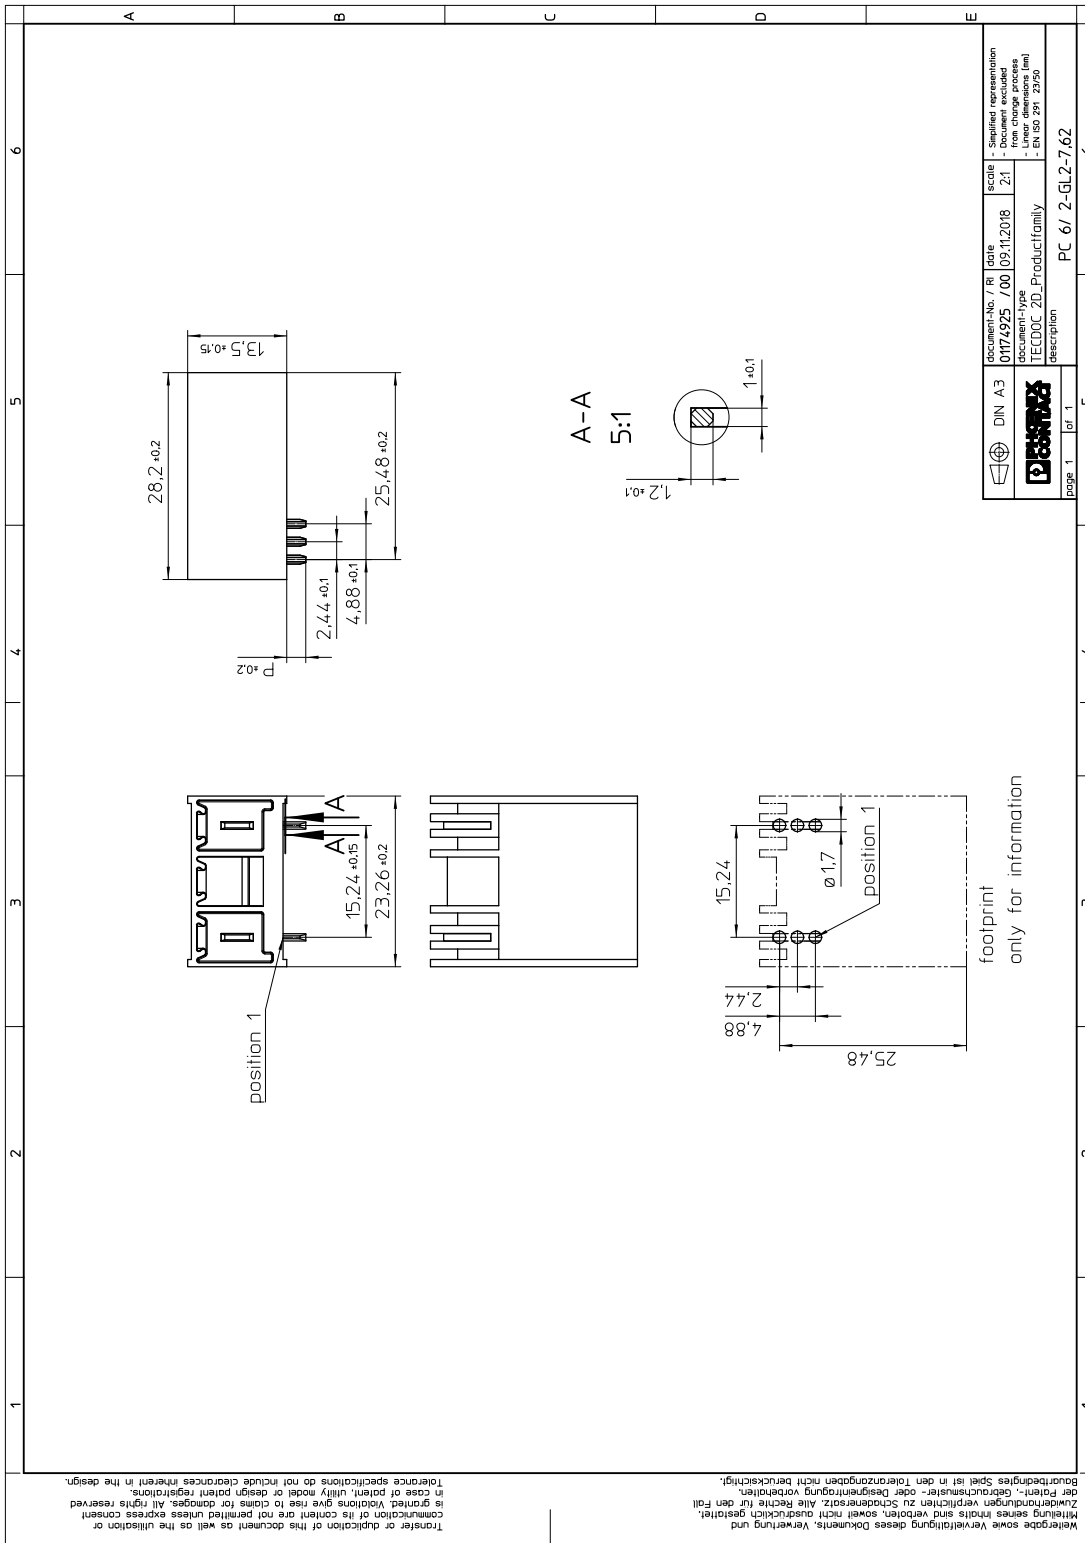 A
B
C
D
E
6
5
4
3
2
1
28,2 ±0,2
13,5 ±0,15
25,48 ±0,2
2,44 ±0,1
4,88 ±0,1
P ±0,2
A-A
5:1
1 ±0,1
1,2 ±0,1
A
A
15,24 ±0,15
23,26 ±0,2
position 1
15,24
ø 1,7
position 1
2,44
4,88
25,48
footprint
only for information
DIN A3
PHOENIX
CONTACT
page 1
of 1
document-No. / RI
01174925 / 00
date
09.11.2018
scale
2:1
- Simplified representation
- Document excluded
from change process
- Linear dimensions [mm]
- EN ISO 291 23/50
document-type
TECDOC 2D_Productfamily
description
PC 6/ 2-GL2-7,62
Transfer or duplication of this document as well as the utilisation or
communication of its content are not permitted unless express consent
is granted. Violations give rise to claims for damages. All rights reserved
in case of patent, utility model or design patent registrations.
Tolerance specifications do not include clearances inherent in the design.
Weitergabe sowie Vervielfältigung dieses Dokuments, Verwertung und
Mitteilung seines Inhalts sind verboten, soweit nicht ausdrücklich gestattet.
Zuwiderhandlungen verpflichten zu Schadenersatz. Alle Rechte für den Fall
der Patent-, Gebrauchsmuster- oder Designeintragung vorbehalten.
Bauartbedingtes Spiel ist in den Toleranzangaben nicht berücksichtigt.